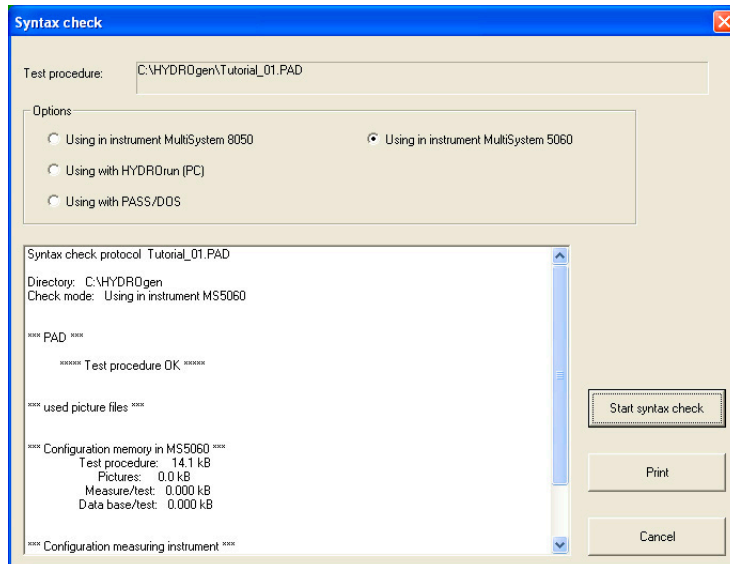 Syntax check
Test procedure: C:\HYDROgen\Tutorial_01.PAD
Options
Using in instrument MultiSystem 8050
Using in instrument MultiSystem 5060
Using with HYDROrun (PC)
Using with PASS/DOS
Syntax check protocol Tutorial_01.PAD
Directory: C:\HYDROgen
Check mode: Using in instrument MS5060
*** PAD ***
***** Test procedure OK *****
*** used picture files ***
*** Configuration memory in MS5060 ***
Test procedure: 14.1 kB
Pictures: 0.0 kB
Measure/test: 0.000 kB
Data base/test: 0.000 kB
*** Configuration measuring instrument ***
Start syntax check
Print
Cancel